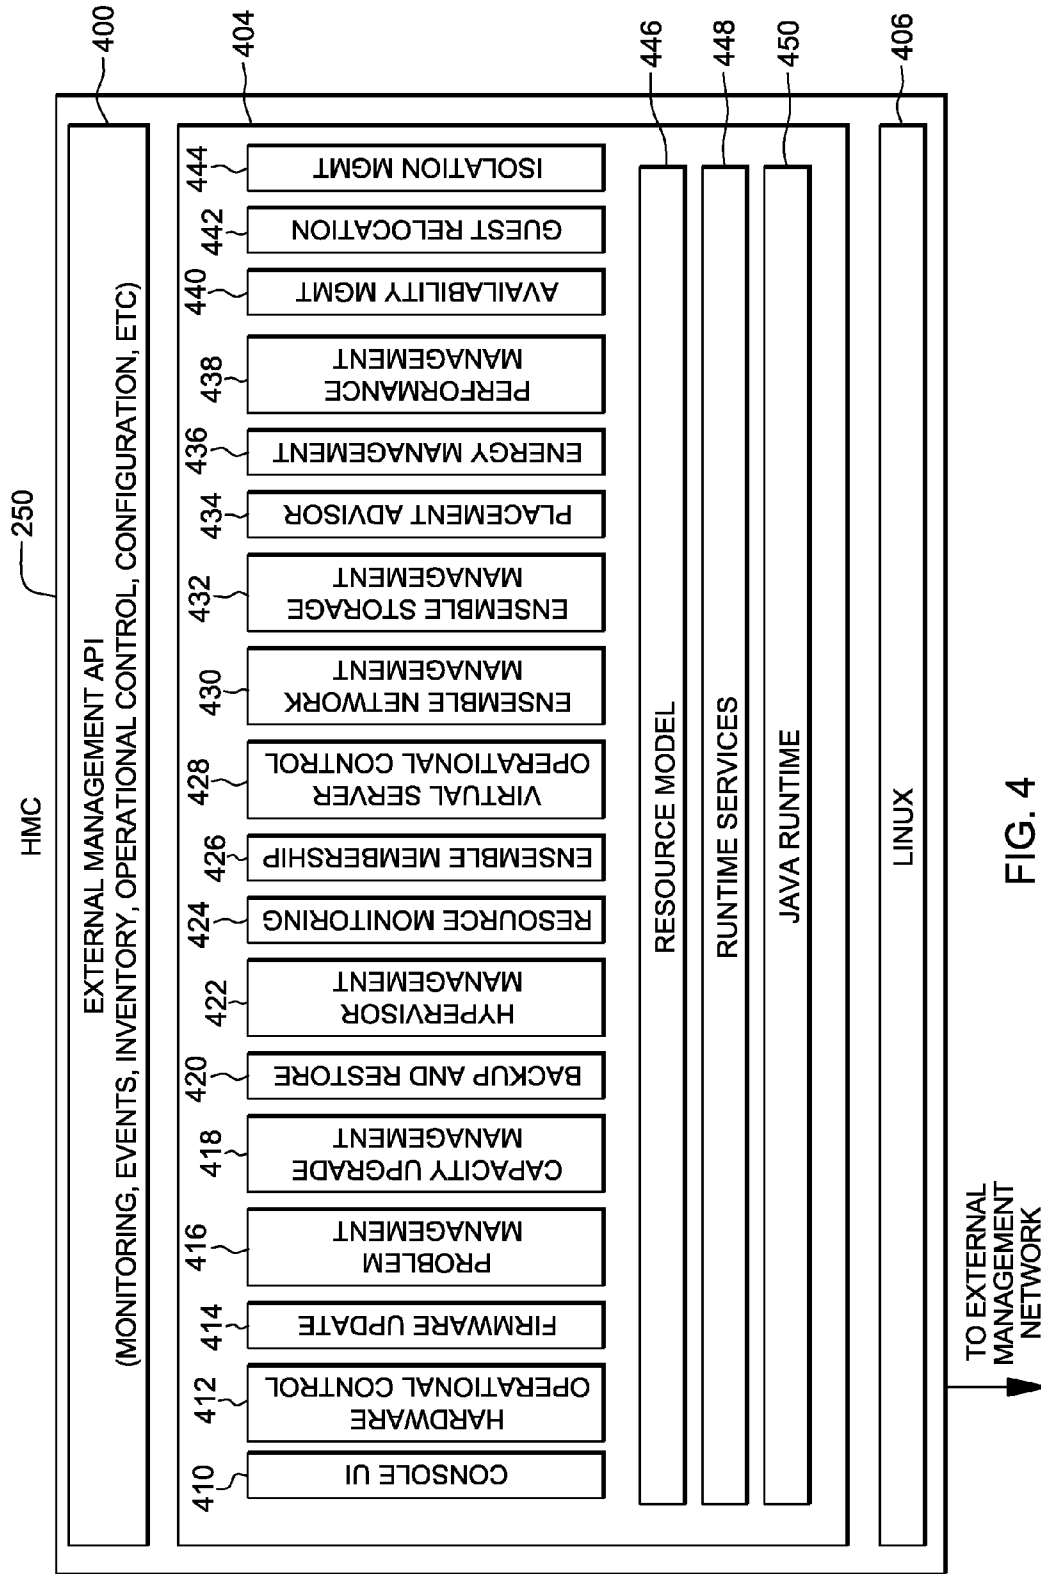 HMC
250
EXTERNAL MANAGEMENT API
(MONITORING, EVENTS, INVENTORY, OPERATIONAL CONTROL, CONFIGURATION, ETC)
400
404
410
CONSOLE UI
412
HARDWARE
OPERATIONAL CONTROL
414
FIRMWARE UPDATE
416
PROBLEM
MANAGEMENT
418
CAPACITY UPGRADE
MANAGEMENT
420
BACKUP AND RESTORE
422
HYPERVISOR
MANAGEMENT
424
RESOURCE MONITORING
426
ENSEMBLE MEMBERSHIP
428
VIRTUAL SERVER
OPERATIONAL CONTROL
430
ENSEMBLE NETWORK
MANAGEMENT
432
ENSEMBLE STORAGE
MANAGEMENT
434
PLACEMENT ADVISOR
436
ENERGY MANAGEMENT
438
PERFORMANCE
MANAGEMENT
440
AVAILABILITY MGMT
442
GUEST RELOCATION
444
ISOLATION MGMT
RESOURCE MODEL
446
RUNTIME SERVICES
448
JAVA RUNTIME
450
LINUX
406
TO EXTERNAL
MANAGEMENT
NETWORK
FIG. 4